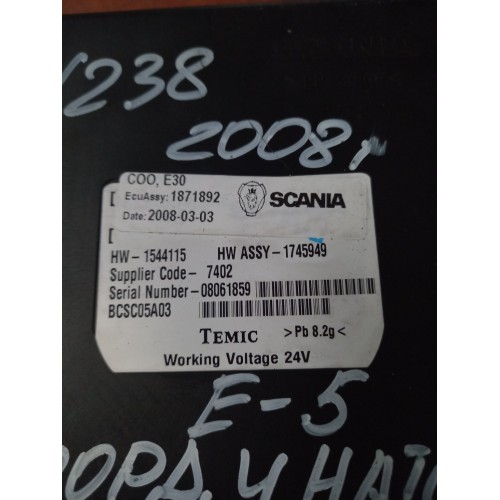 238
2008г
COO, E30
EcuAssy: 1871892
Date: 2008-03-03
SCANIA
HW-1544115 HW ASSY-1745949
Supplier Code- 7402
Serial Number-08061859
BCSC05A03
TEMIC >Pb 8.2g<
Working Voltage 24V
E-5